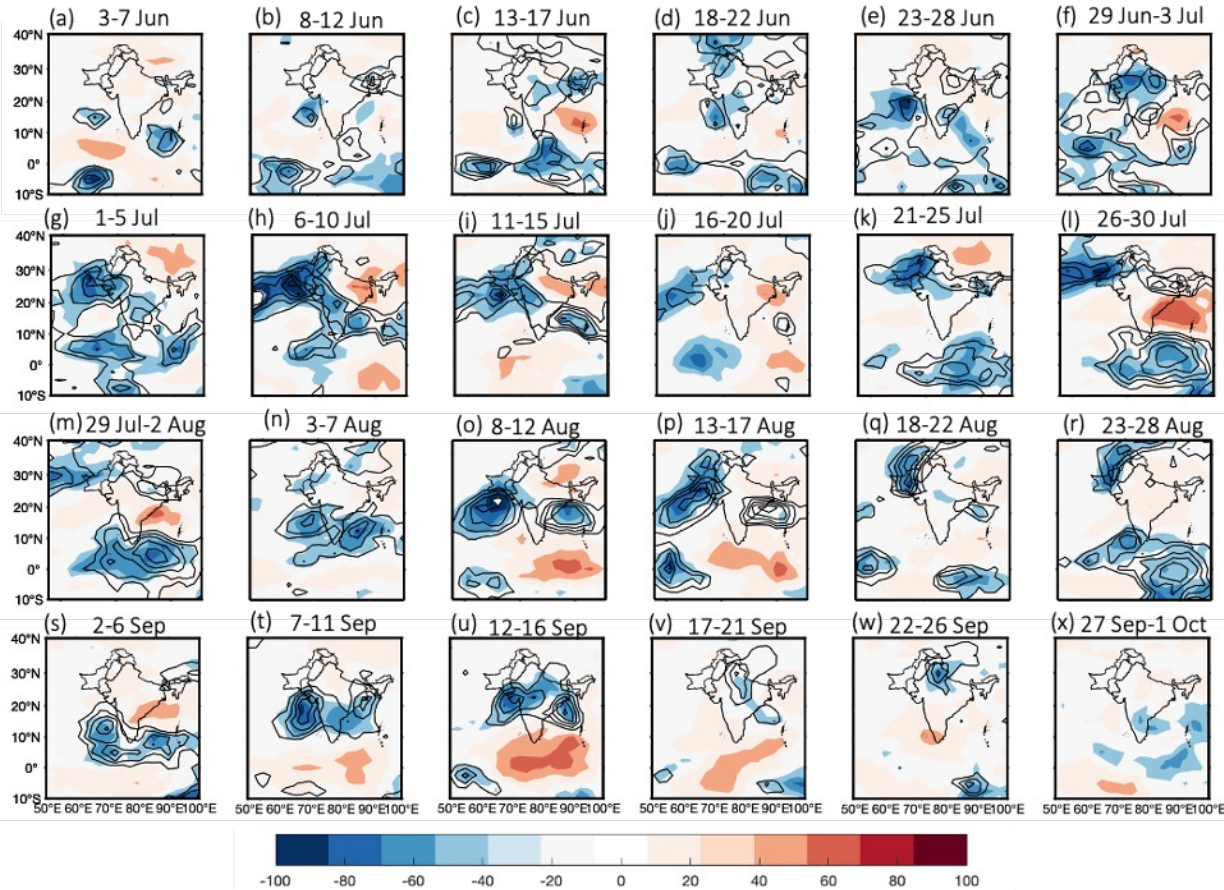 (a) 3-7 Jun
(b) 8-12 Jun
(c) 13-17 Jun
(d) 18-22 Jun
(e) 23-28 Jun
(f) 29 Jun-3 Jul
40°N
30°N
20°N
10°N
0°
10°S
(g) 1-5 Jul
(h) 6-10 Jul
(i) 11-15 Jul
(j) 16-20 Jul
(k) 21-25 Jul
(l) 26-30 Jul
40°N
30°N
20°N
10°N
0°
10°S
(m) 29 Jul-2 Aug
(n) 3-7 Aug
(o) 8-12 Aug
(p) 13-17 Aug
(q) 18-22 Aug
(r) 23-28 Aug
40°N
30°N
20°N
10°N
0°
10°S
(s) 2-6 Sep
(t) 7-11 Sep
(u) 12-16 Sep
(v) 17-21 Sep
(w) 22-26 Sep
(x) 27 Sep-1 Oct
40°N
30°N
20°N
10°N
0°
10°S
50°E 60°E 70°E 80°E 90°E 100°E
50°E 60°E 70°E 80°E 90°E 100°E
50°E 60°E 70°E 80°E 90°E 100°E
50°E 60°E 70°E 80°E 90°E 100°E
50°E 60°E 70°E 80°E 90°E 100°E
50°E 60°E 70°E 80°E 90°E 100°E
-100 -80 -60 -40 -20 0 20 40 60 80 100